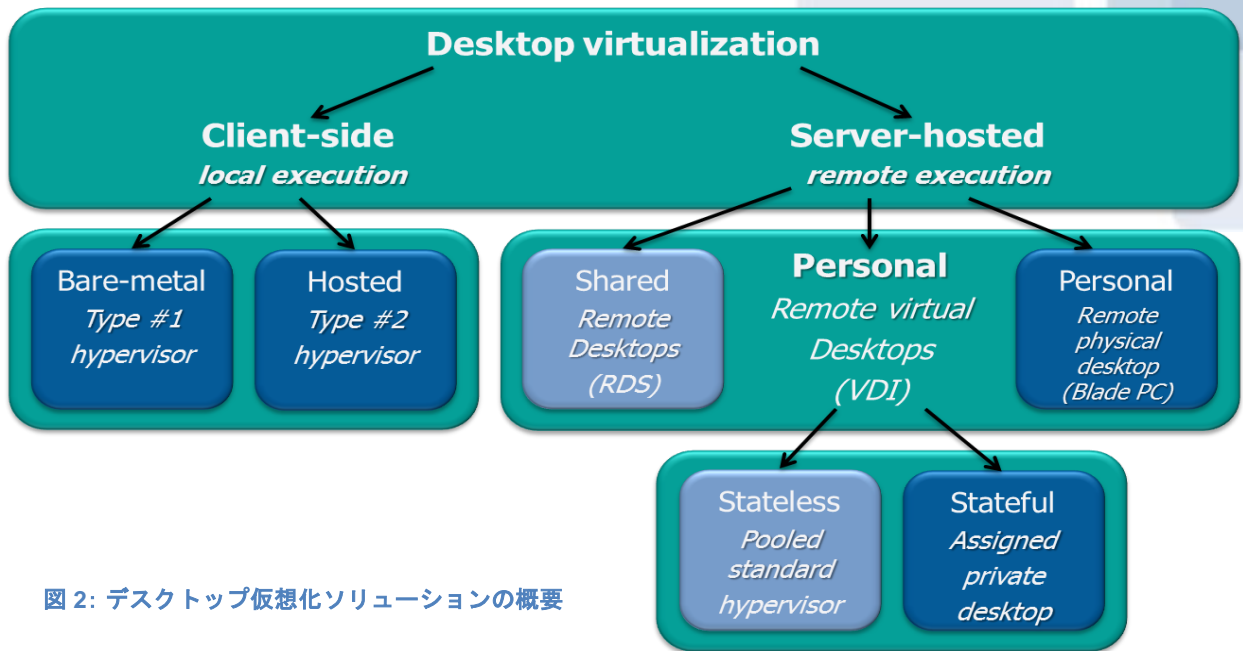 Desktop virtualization
Client-side
local execution
Server-hosted
remote execution
Bare-metal
Type #1
hypervisor
Hosted
Type #2
hypervisor
Shared
Remote
Desktops
(RDS)
Personal
Remote virtual
Desktops
(VDI)
Personal
Remote
physical
desktop
(Blade PC)
Stateless
Pooled
standard
hypervisor
Stateful
Assigned
private
desktop
図 2: デスクトップ仮想化ソリューションの概要